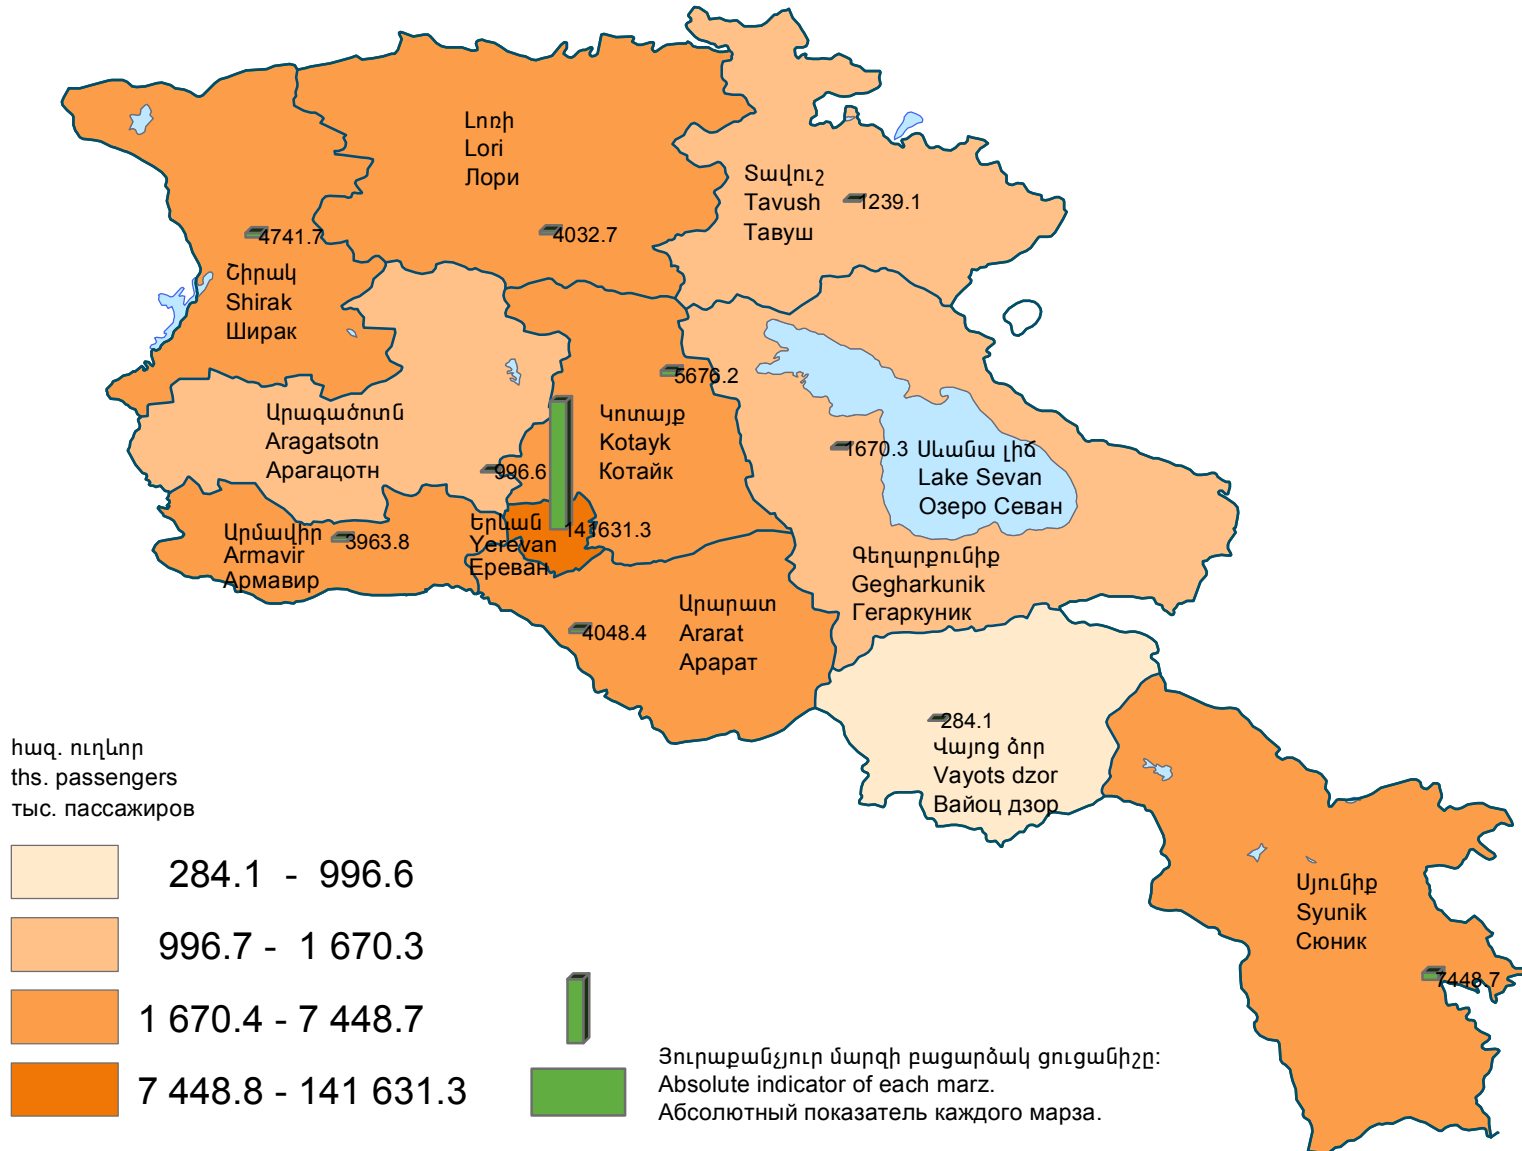 Լոռի
Lori
Лори
4032.7
Տավուշ
Tavush
Тавуш
1239.1
4741.7
Շիրակ
Shirak
Ширак
5676.2
Արագածոտն
Aragatsotn
Арагацотн
996.6
Կոտայք
Kotayk
Котайк
1670.3
Սևանա լիճ
Lake Sevan
Озеро Севан
Արմավիր
Armavir
Армавир
3963.8
Երևան
Yerevan
Ереван
141631.3
Գեղարքունիք
Gegharkunik
Гегаркуник
Արարատ
Ararat
Арарат
4048.4
284.1
Վայոց ձոր
Vayots dzor
Вайоц дзор
Սյունիք
Syunik
Сюник
7448.7
հազ. ուղևոր
ths. passengers
тыс. пассажиров
284.1 - 996.6
996.7 - 1 670.3
1 670.4 - 7 448.7
7 448.8 - 141 631.3
Յուրաքանչյուր մարզի բացարձակ ցուցանիշը:
Absolute indicator of each marz.
Абсолютный показатель каждого марза.